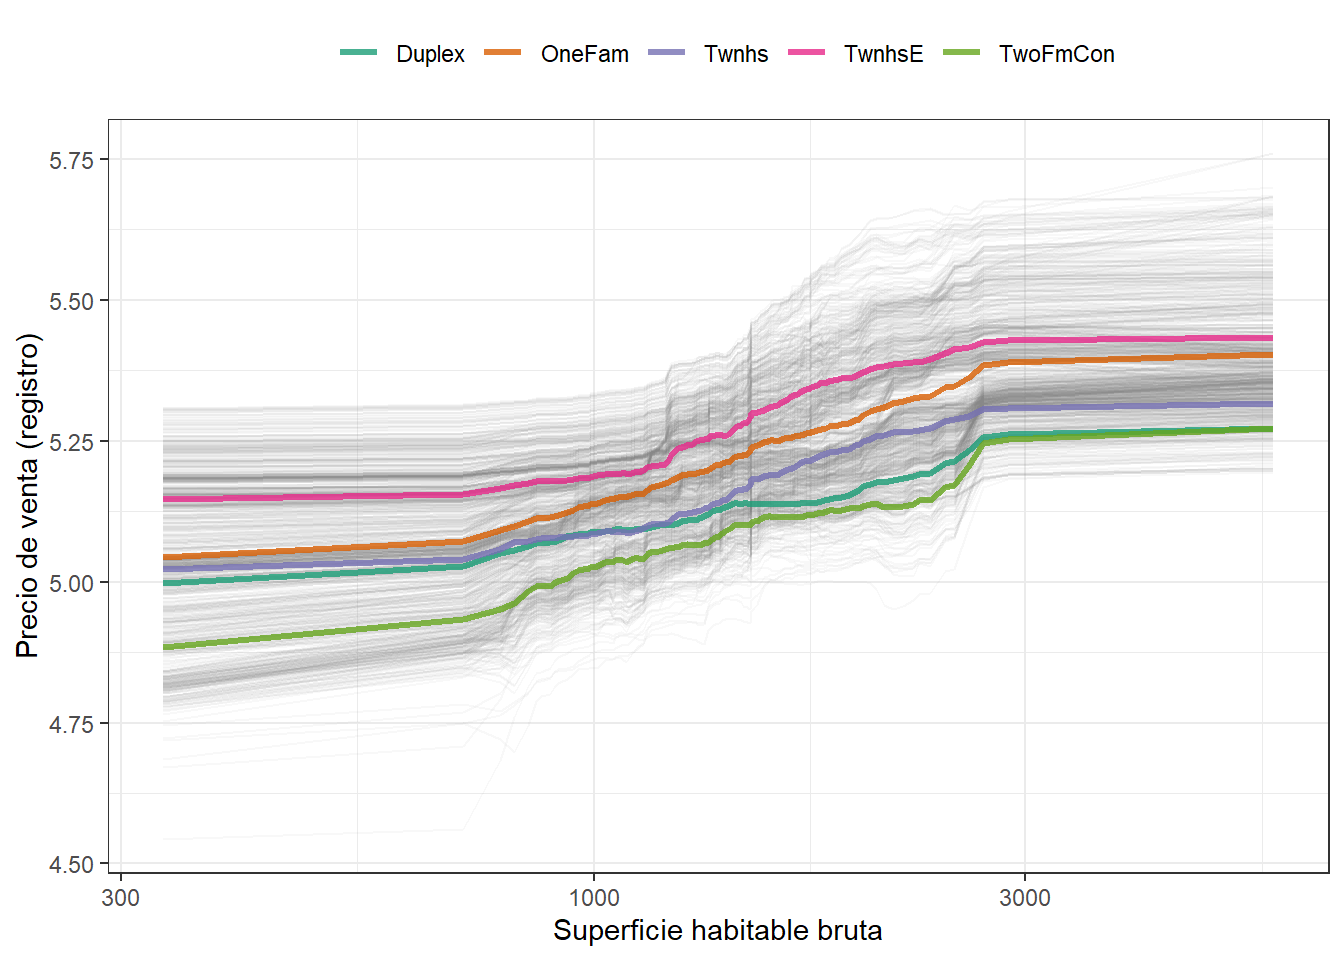 Duplex OneFam Twnhs TwnhsE TwoFmCon
Precio de venta (registro)
5.75
5.50
5.25
5.00
4.75
4.50
300 1000 3000
Superficie habitable bruta